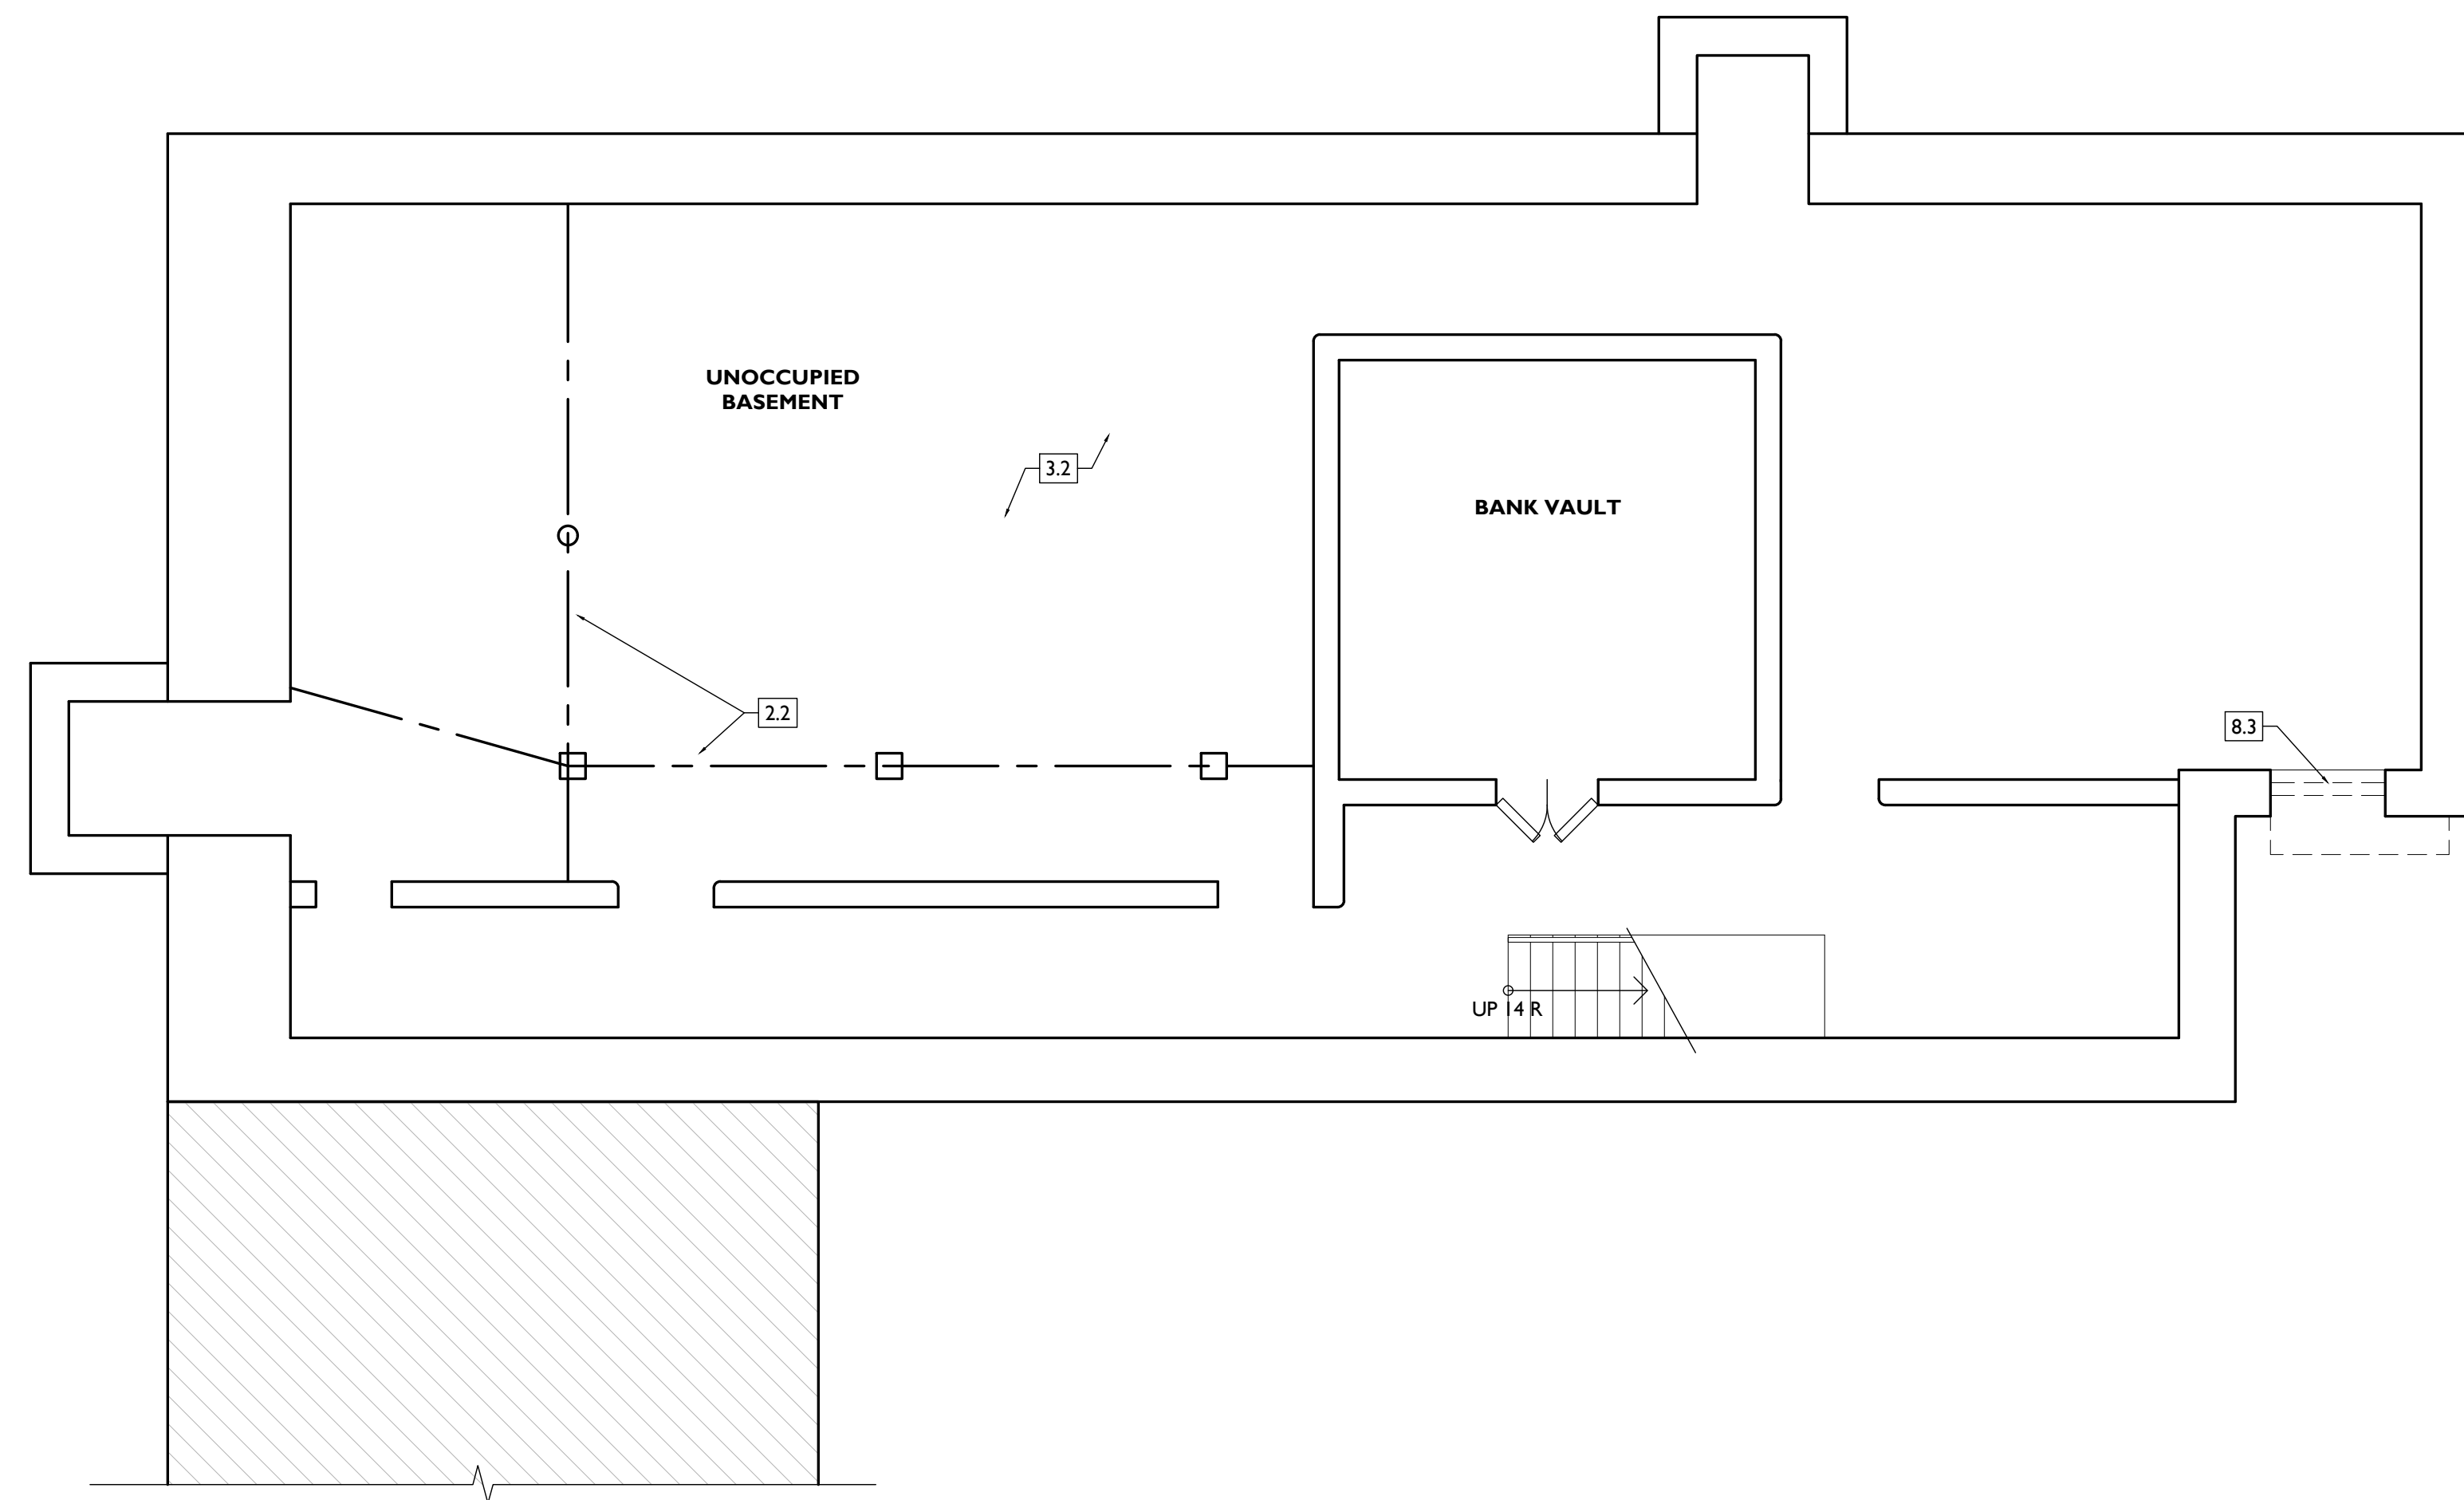 UNOCCUPIED
BASEMENT
3.2
BANK VAULT
2.2
8.3
UP 14 R